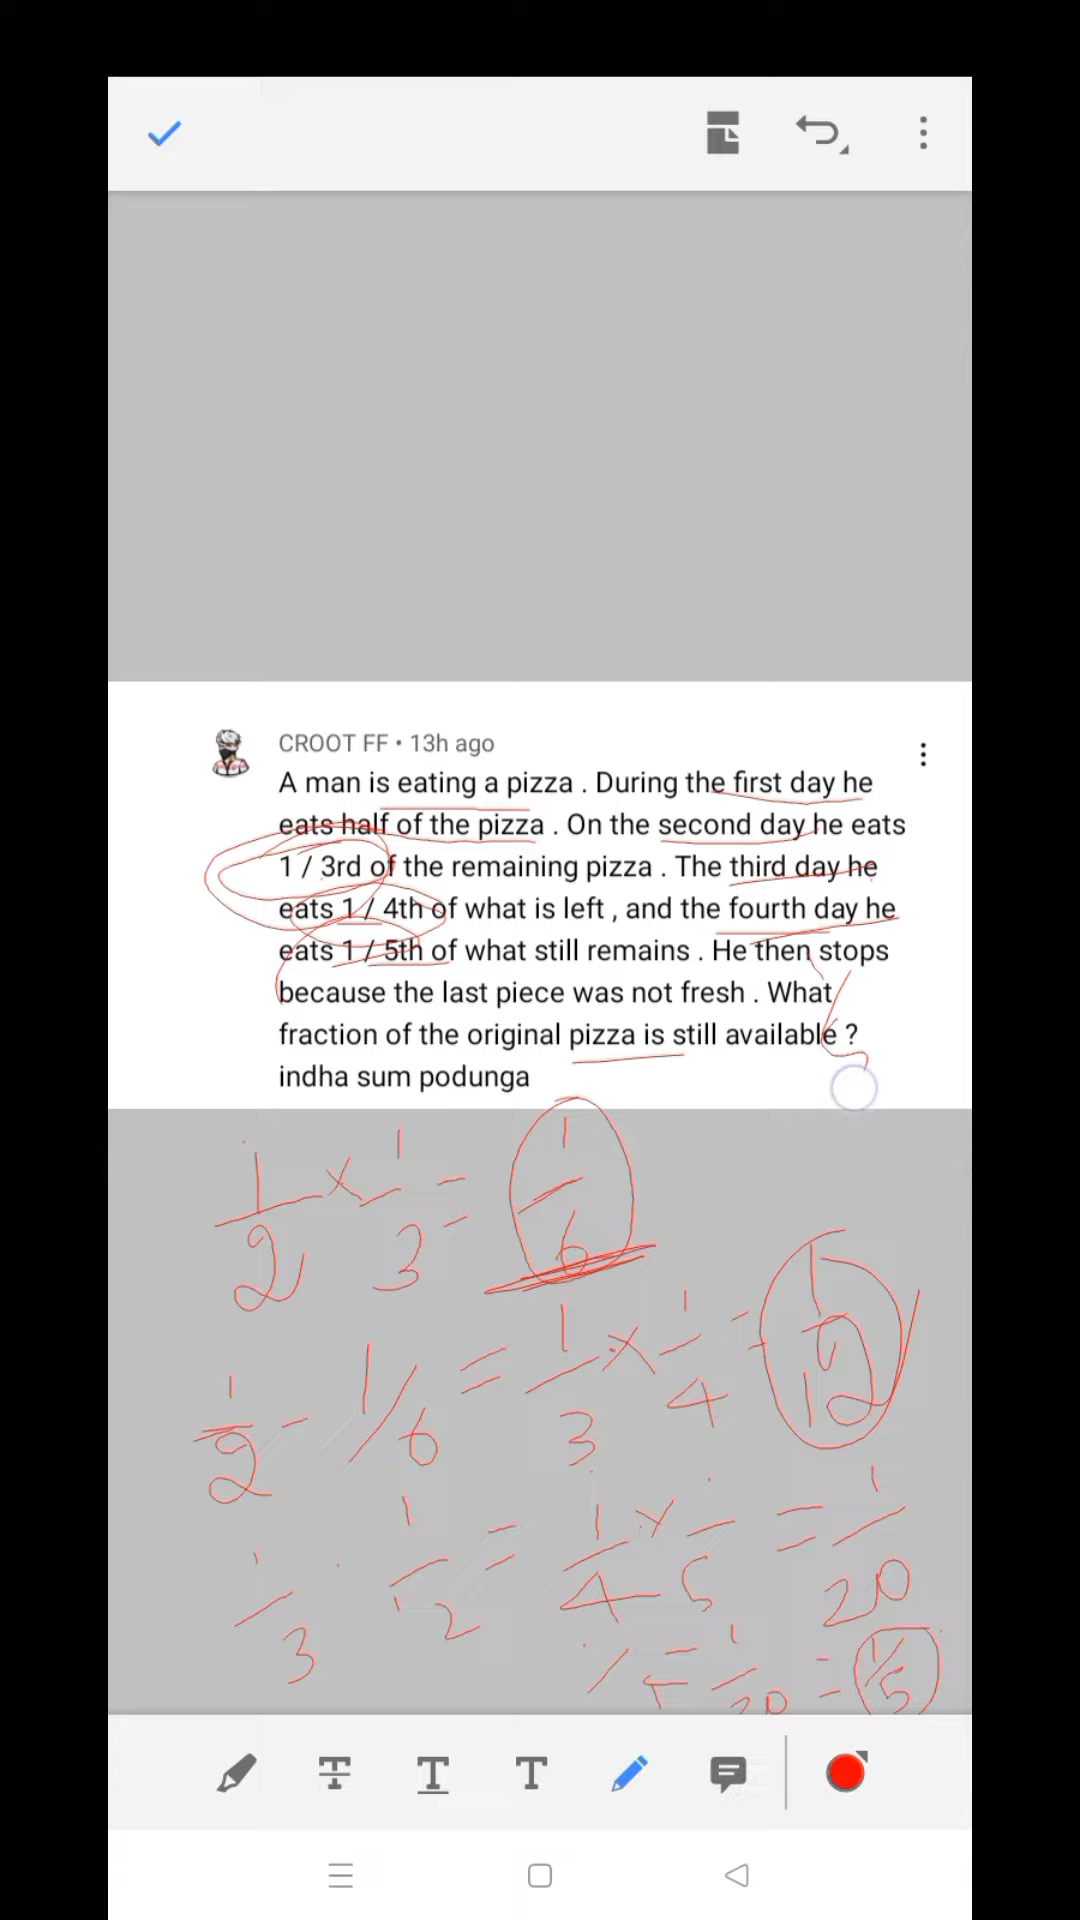 CROOT FF • 13h ago
A man is eating a pizza . During the first day he
eats half of the pizza . On the second day he eats
1 / 3rd of the remaining pizza . The third day he
eats 1 / 4th of what is left , and the fourth day he
eats 1 / 5th of what still remains . He then stops
because the last piece was not fresh . What
fraction of the original pizza is still available ?
indha sum podunga
1/2 × 1/3 = 1/6
1/2 - 1/6 = 1/3 × 1/4 = 1/12
1/3 - 1/12 = 1/4 × 1/5 = 1/20
= 1/5
T T T